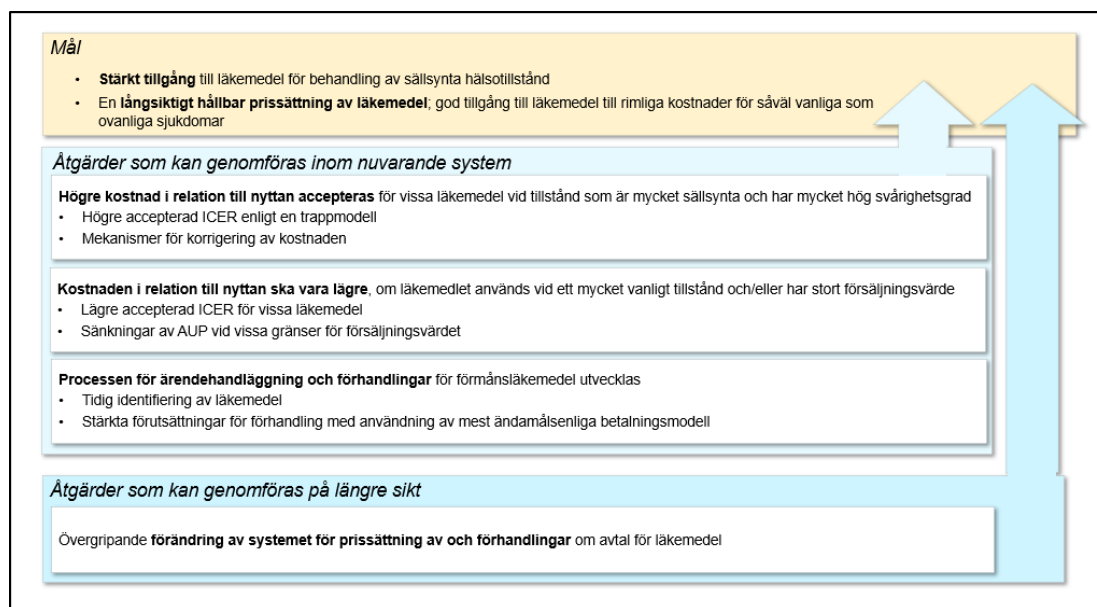 Mål
• Stärkt tillgång till läkemedel för behandling av sällsynta hälsotillstånd
• En långsiktigt hållbar prissättning av läkemedel; god tillgång till läkemedel till rimliga kostnader för såväl vanliga som
ovanliga sjukdomar
Åtgärder som kan genomföras inom nuvarande system
Högre kostnad i relation till nyttan accepteras för vissa läkemedel vid tillstånd som är mycket sällsynta och har mycket hög svårighetsgrad
• Högre accepterad ICER enligt en trappmodell
• Mekanismer för korrigering av kostnaden
Kostnaden i relation till nyttan ska vara lägre, om läkemedlet används vid ett mycket vanligt tillstånd och/eller har stort försäljningsvärde
• Lägre accepterad ICER för vissa läkemedel
• Sänkningar av AUP vid vissa gränser för försäljningsvärdet
Processen för ärendehandläggning och förhandlingar för förmånsläkemedel utvecklas
• Tidig identifiering av läkemedel
• Stärkta förutsättningar för förhandling med användning av mest ändamålsenliga betalningsmodell
Åtgärder som kan genomföras på längre sikt
Övergripande förändring av systemet för prissättning av och förhandlingar om avtal för läkemedel